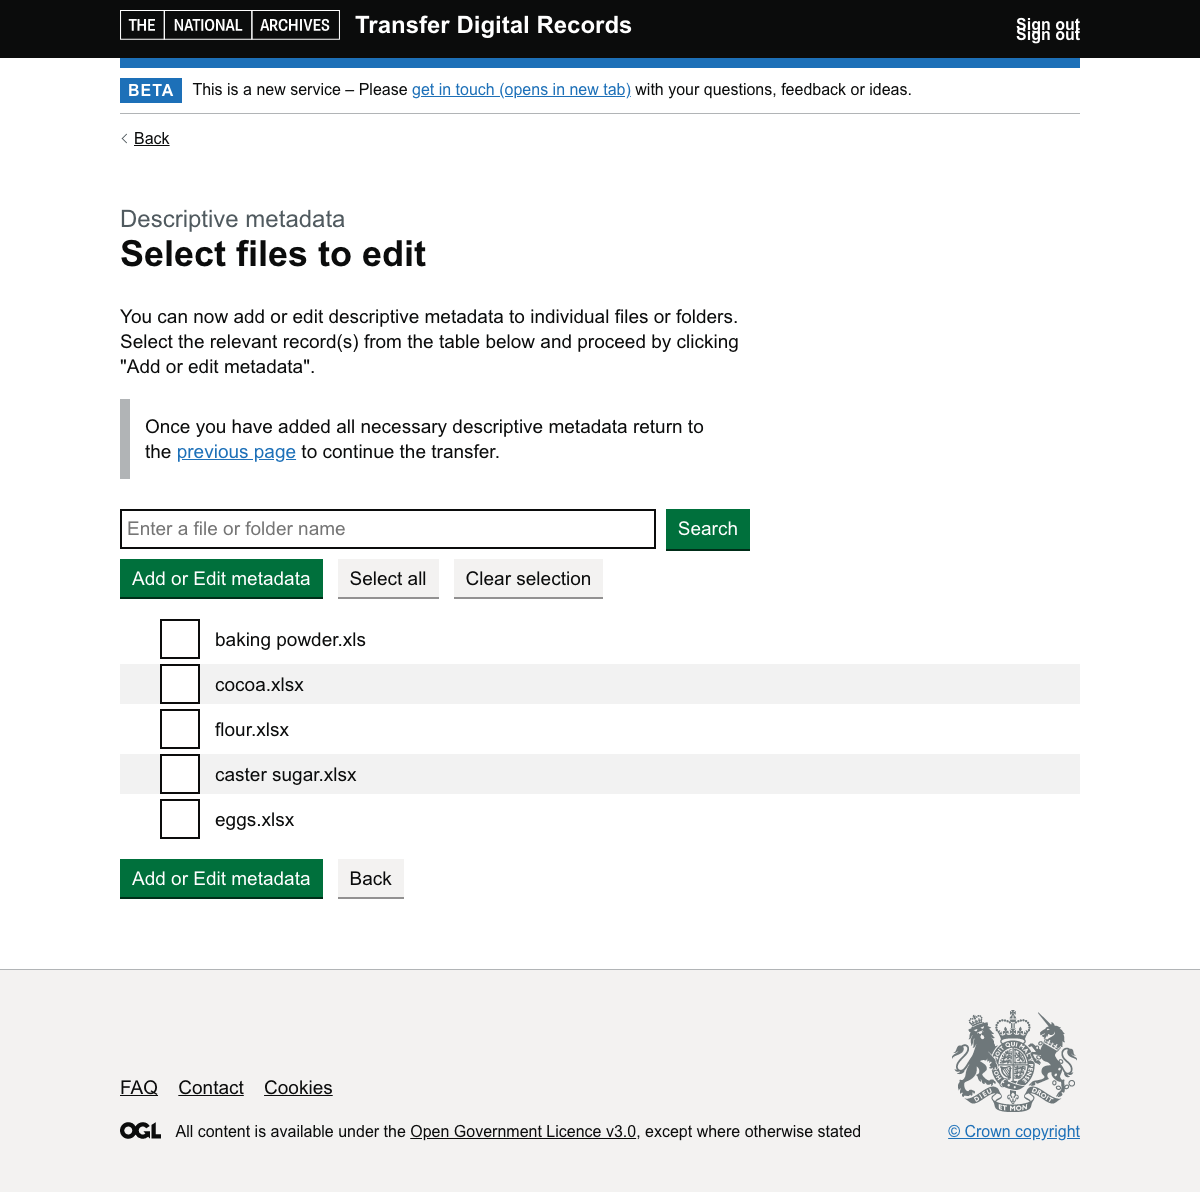 THE NATIONAL ARCHIVES Transfer Digital Records
Sign out
Sign out
BETA This is a new service – Please get in touch (opens in new tab) with your questions, feedback or ideas.
Back
Descriptive metadata
Select files to edit
You can now add or edit descriptive metadata to individual files or folders.
Select the relevant record(s) from the table below and proceed by clicking
"Add or edit metadata".
Once you have added all necessary descriptive metadata return to
the previous page to continue the transfer.
Enter a file or folder name Search
Add or Edit metadata Select all Clear selection
baking powder.xls
cocoa.xlsx
flour.xlsx
caster sugar.xlsx
eggs.xlsx
Add or Edit metadata Back
DIEU ET MON DROIT
FAQ Contact Cookies
OGL All content is available under the Open Government Licence v3.0, except where otherwise stated
© Crown copyright